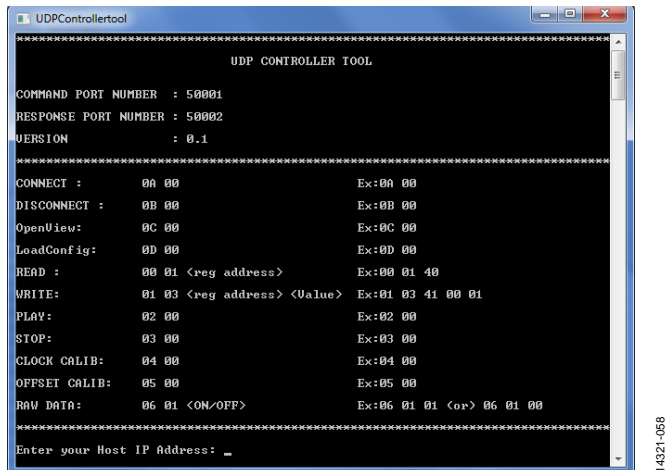 UDPControllertool
****************************************************************************
UDP CONTROLLER TOOL
COMMAND PORT NUMBER : 50001
RESPONSE PORT NUMBER : 50002
VERSION : 0.1
****************************************************************************
CONNECT : 0A 00 Ex:0A 00
DISCONNECT : 0B 00 Ex:0B 00
OpenView: 0C 00 Ex:0C 00
LoadConfig: 0D 00 Ex:0D 00
READ : 00 01 <reg address> Ex:00 01 40
WRITE: 01 03 <reg address> <Value> Ex:01 03 41 00 01
PLAY: 02 00 Ex:02 00
STOP: 03 00 Ex:03 00
CLOCK CALIB: 04 00 Ex:04 00
OFFSET CALIB: 05 00 Ex:05 00
RAW DATA: 06 01 <ON/OFF> Ex:06 01 01 <or> 06 01 00
****************************************************************************
Enter your Host IP Address: _
4321-058